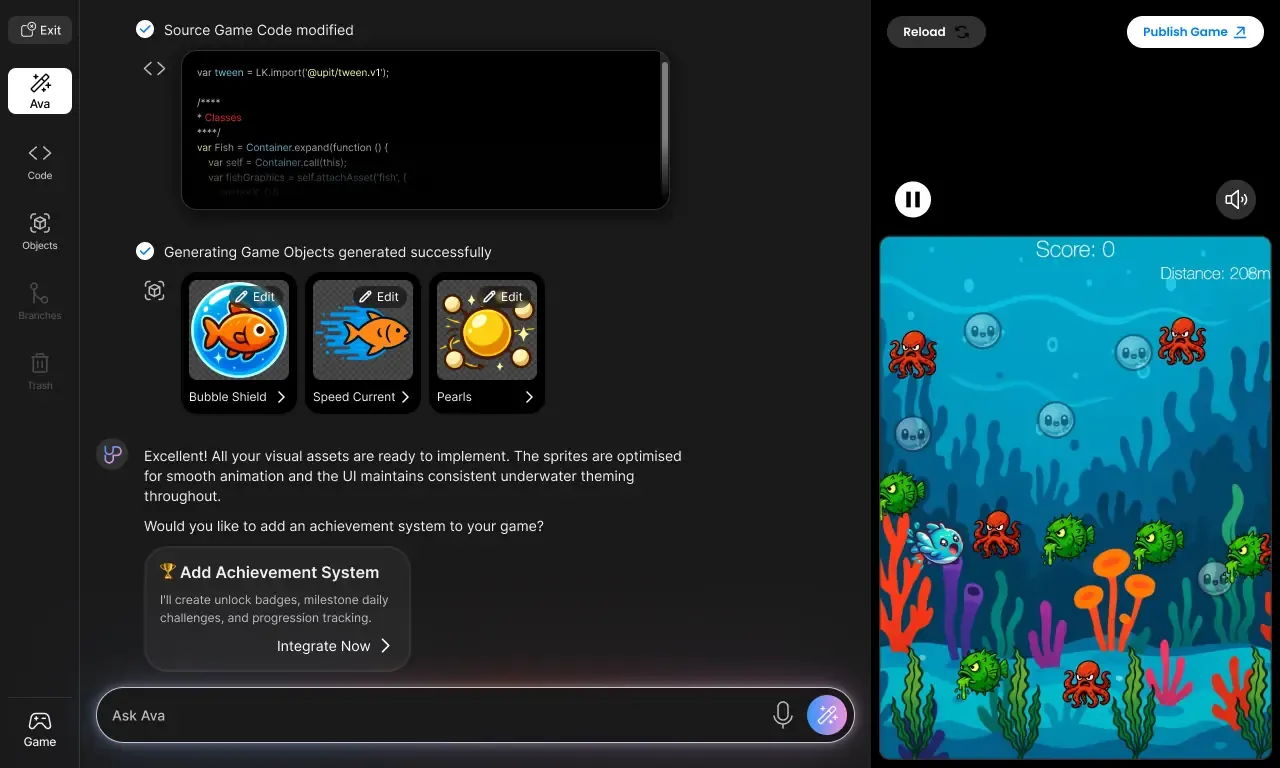 Exit
Ava
Code
Objects
Branches
Trash
Game
Source Game Code modified
var tween = LK.import('@upit/tween.v1');
/****
* Classes
****/
var Fish = Container.expand(function () {
var self = Container.call(this);
var fishGraphics = self.attachAsset('fish', {
Generating Game Objects generated successfully
Edit
Edit
Edit
Bubble Shield
Speed Current
Pearls
Excellent! All your visual assets are ready to implement. The sprites are optimised
for smooth animation and the UI maintains consistent underwater theming
throughout.
Would you like to add an achievement system to your game?
Add Achievement System
I'll create unlock badges, milestone daily
challenges, and progression tracking.
Integrate Now
Ask Ava
Reload
Publish Game
Score: 0
Distance: 208m